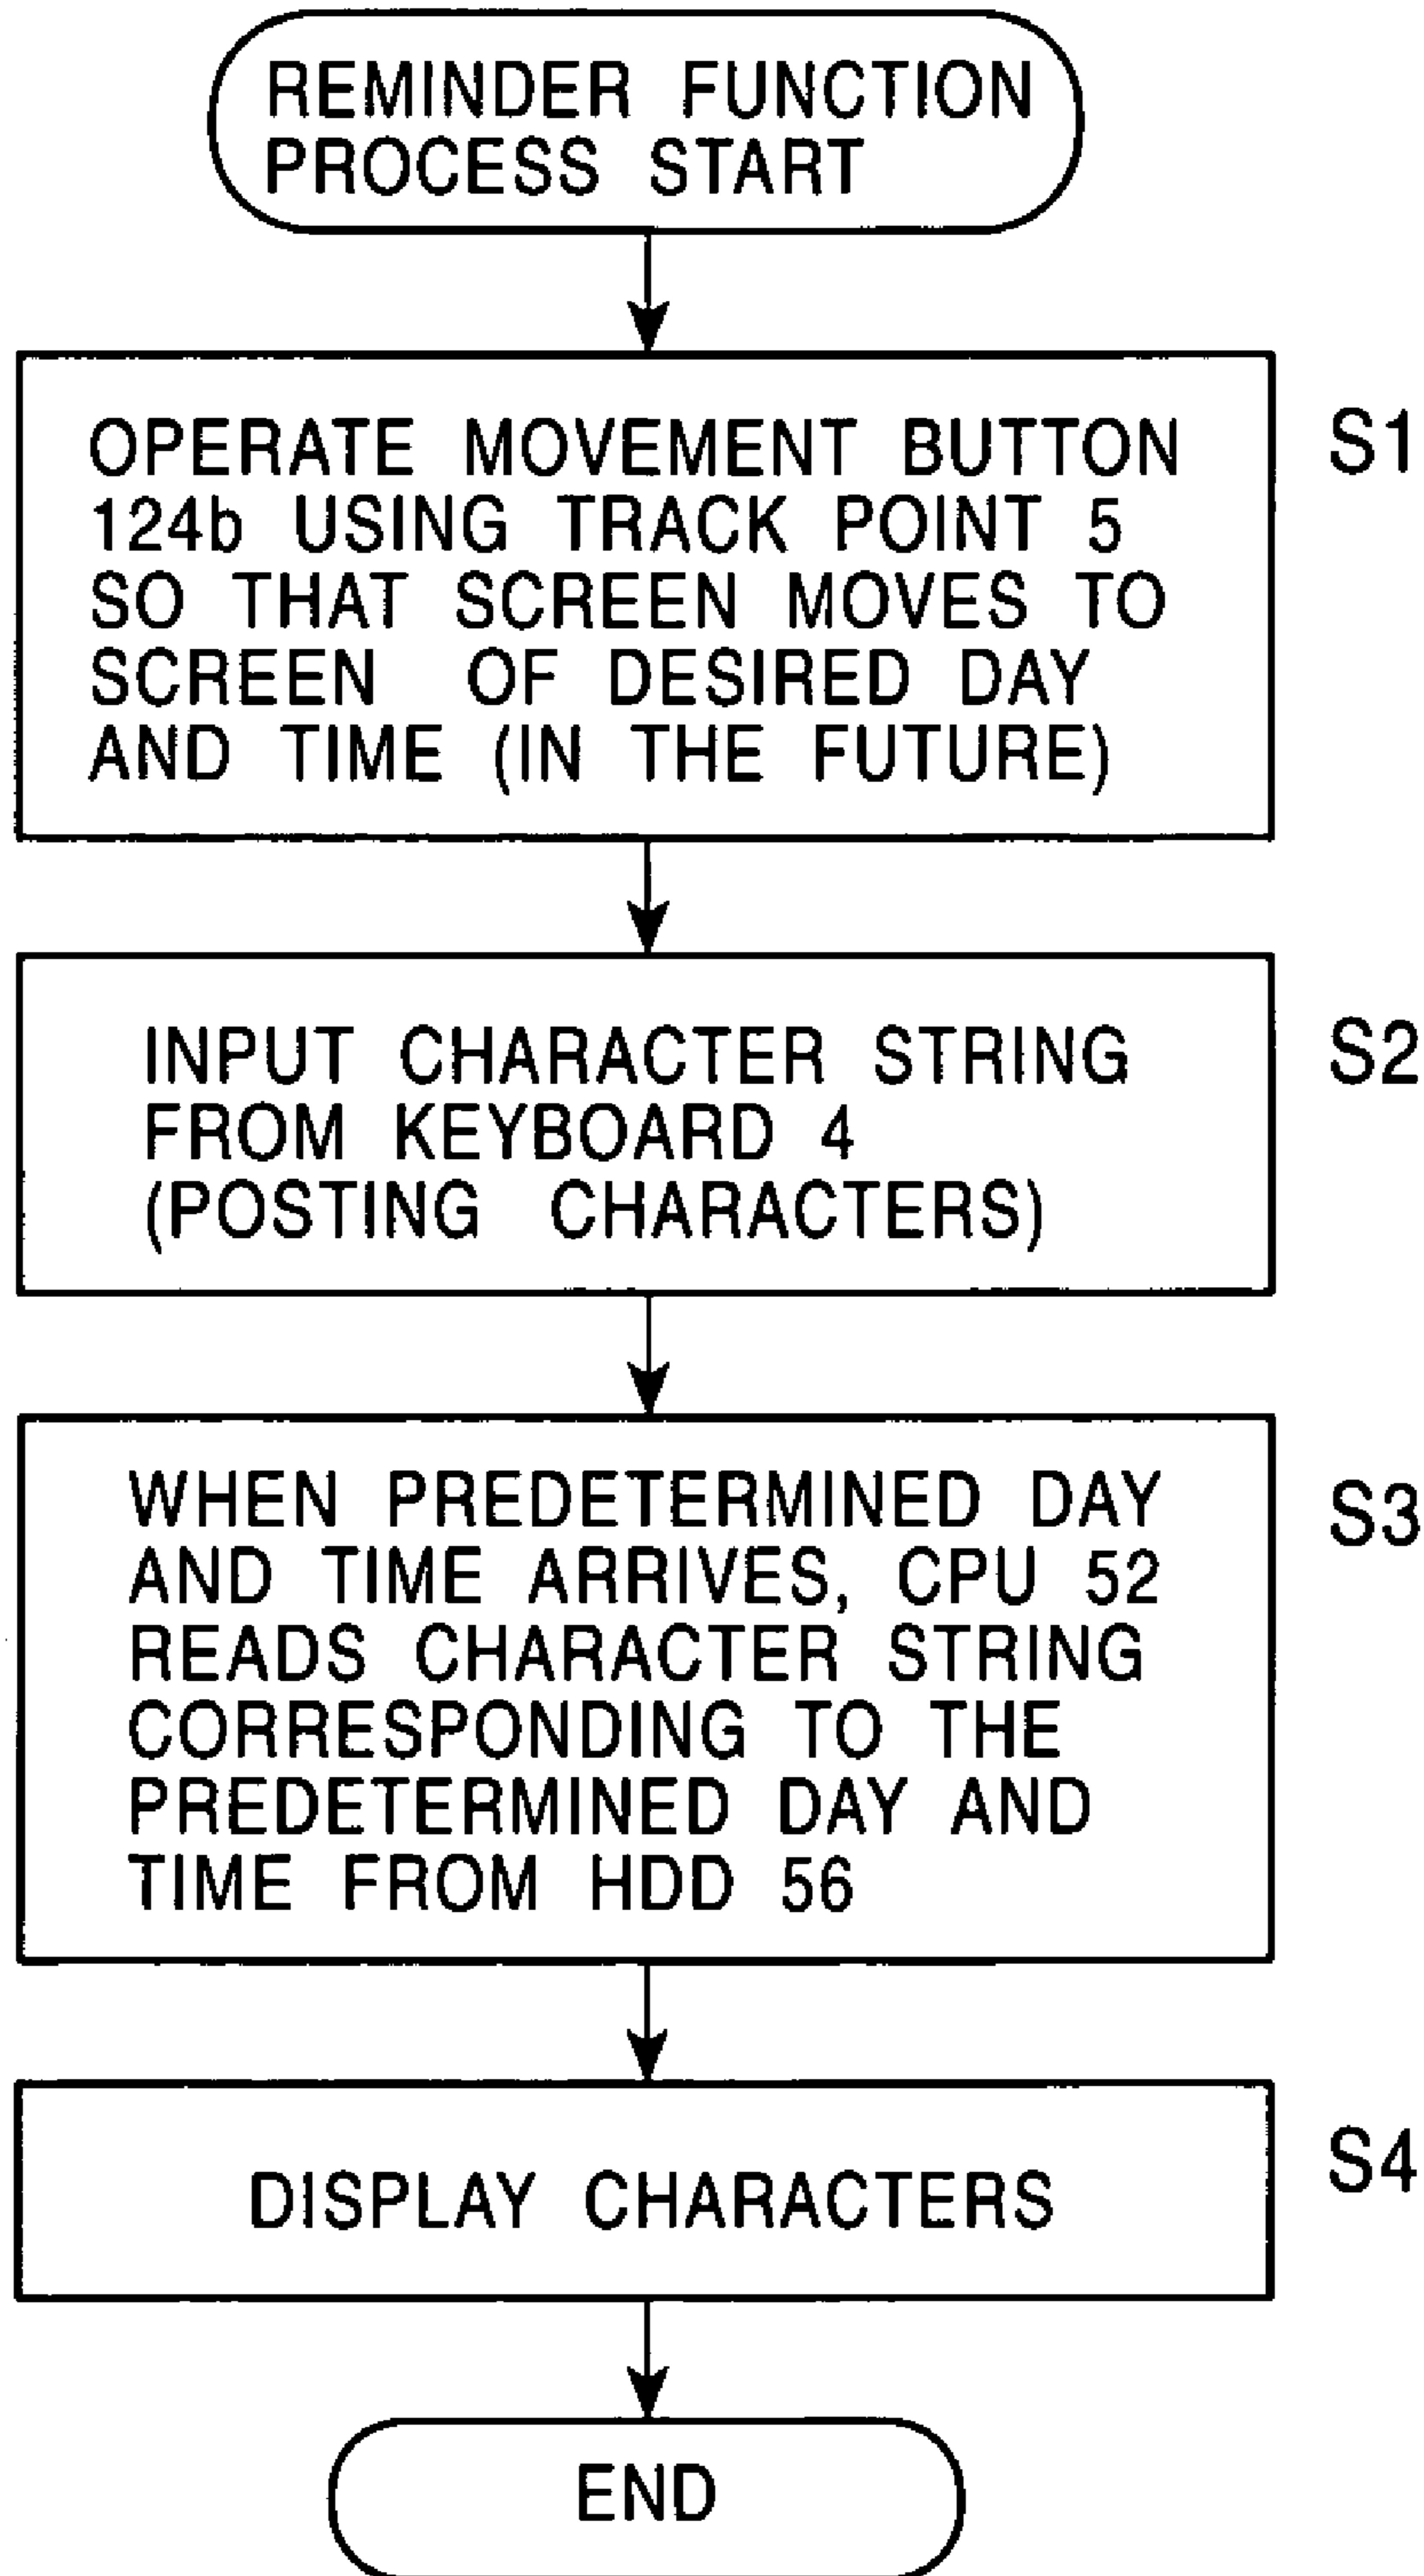 REMINDER FUNCTION
PROCESS START
OPERATE MOVEMENT BUTTON
124b USING TRACK POINT 5
SO THAT SCREEN MOVES TO
SCREEN OF DESIRED DAY
AND TIME (IN THE FUTURE)
S1
INPUT CHARACTER STRING
FROM KEYBOARD 4
(POSTING CHARACTERS)
S2
WHEN PREDETERMINED DAY
AND TIME ARRIVES, CPU 52
READS CHARACTER STRING
CORRESPONDING TO THE
PREDETERMINED DAY AND
TIME FROM HDD 56
S3
DISPLAY CHARACTERS
S4
END